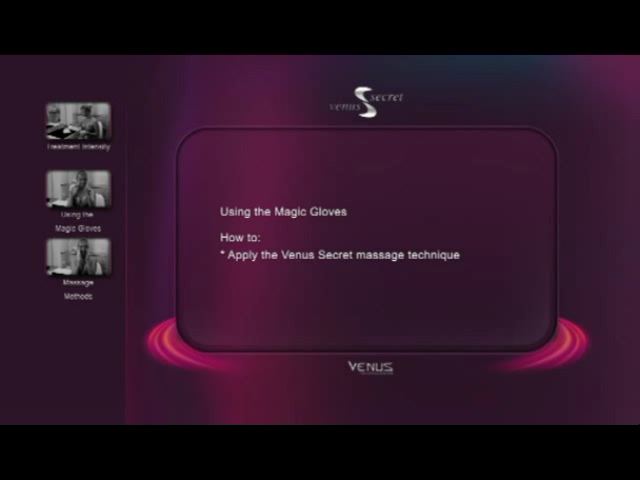 venus secret
Treatment Intensity
Using the
Magic Gloves
Massage
Methods
Using the Magic Gloves
How to:
* Apply the Venus Secret massage technique
VENUS